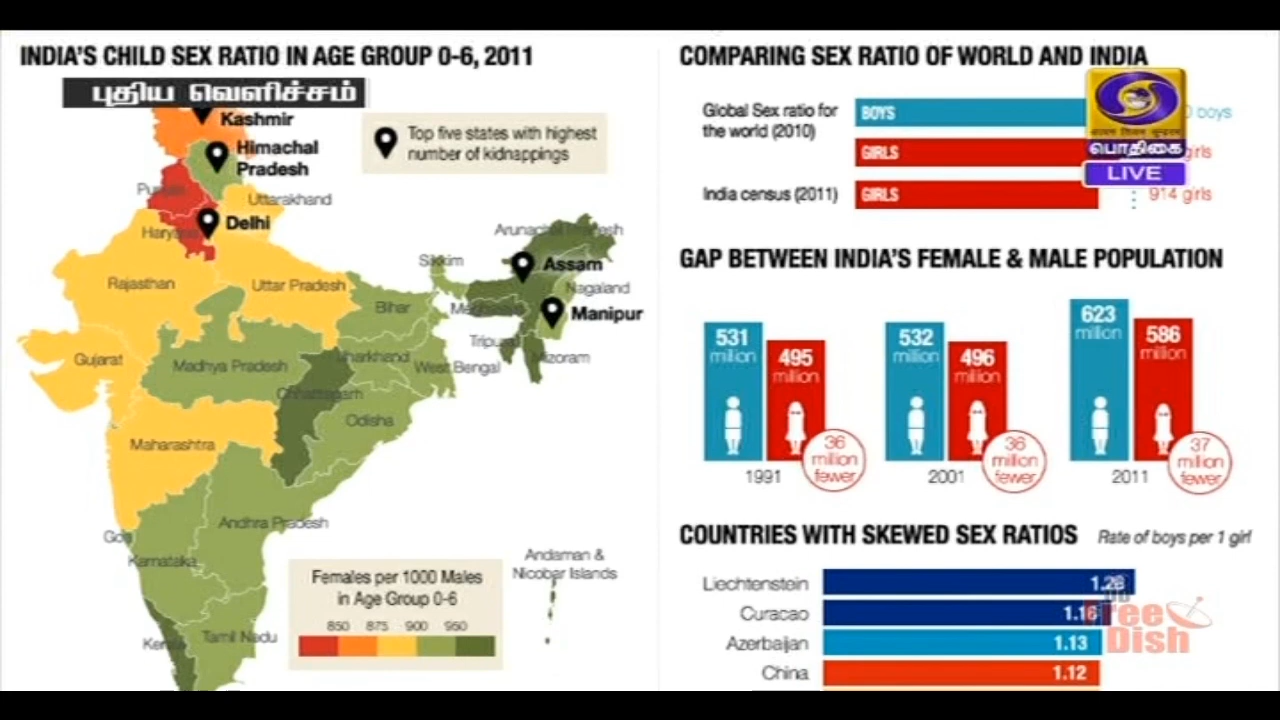 INDIA'S CHILD SEX RATIO IN AGE GROUP 0-6, 2011
புதிய வெளிச்சம்
Kashmir
Himachal
Pradesh
Uttarakhand
Delhi
Rajasthan
Uttar Pradesh
Gujarat
Madhya Pradesh
Bihar
Jharkhand
West Bengal
Chhattisgarh
Odisha
Maharashtra
Goa
Andhra Pradesh
Karnataka
Kerala
Tamil Nadu
Sikkim
Arunachal Pradesh
Assam
Nagaland
Manipur
Mizoram
Andaman &
Nicobar Islands
Top five states with highest
number of kidnappings
Females per 1000 Males
in Age Group 0-6
850 875 900 950
COMPARING SEX RATIO OF WORLD AND INDIA
Global Sex ratio for
the world (2010)
BOYS
boys
GIRLS
India census (2011)
GIRLS
914 girls
பொதிகை
LIVE
GAP BETWEEN INDIA'S FEMALE & MALE POPULATION
531
million
495
million
36
million
fewer
1991
532
million
496
million
36
million
fewer
2001
623
million
586
million
37
million
fewer
2011
COUNTRIES WITH SKEWED SEX RATIOS
Rate of boys per 1 girl
Liechtenstein
Curacao 1.16
Azerbaijan 1.13
China 1.12
DD
Free
Dish